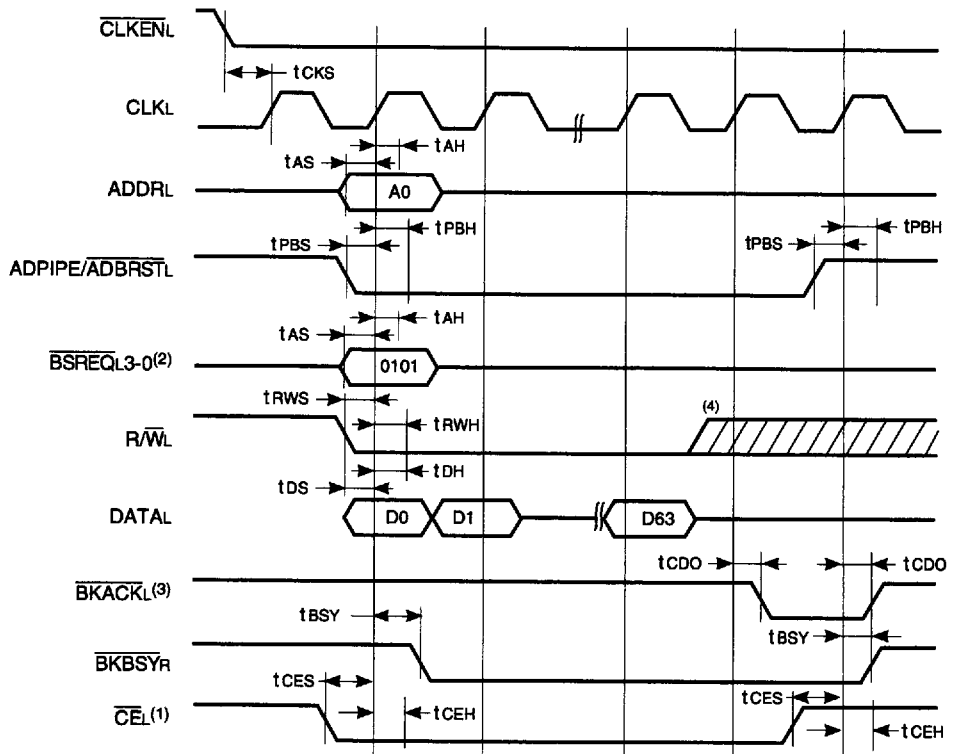 CLKENL
tCKS
CLKL
tAH
tAS
ADDRL
A0
tPBH
tPBH
tPBS
tPBS
ADPIPE/ADBRSTL
tAH
tAS
BSREQL3-0(2)
0101
tRWS
(4)
tRWH
R/WL
tDH
tDS
DATAL
D0
D1
D63
tCDO
tCDO
BKACKL(3)
tBSY
tBSY
BKBSYR
tCES
tCES
CEL(1)
tCEH
tCEH